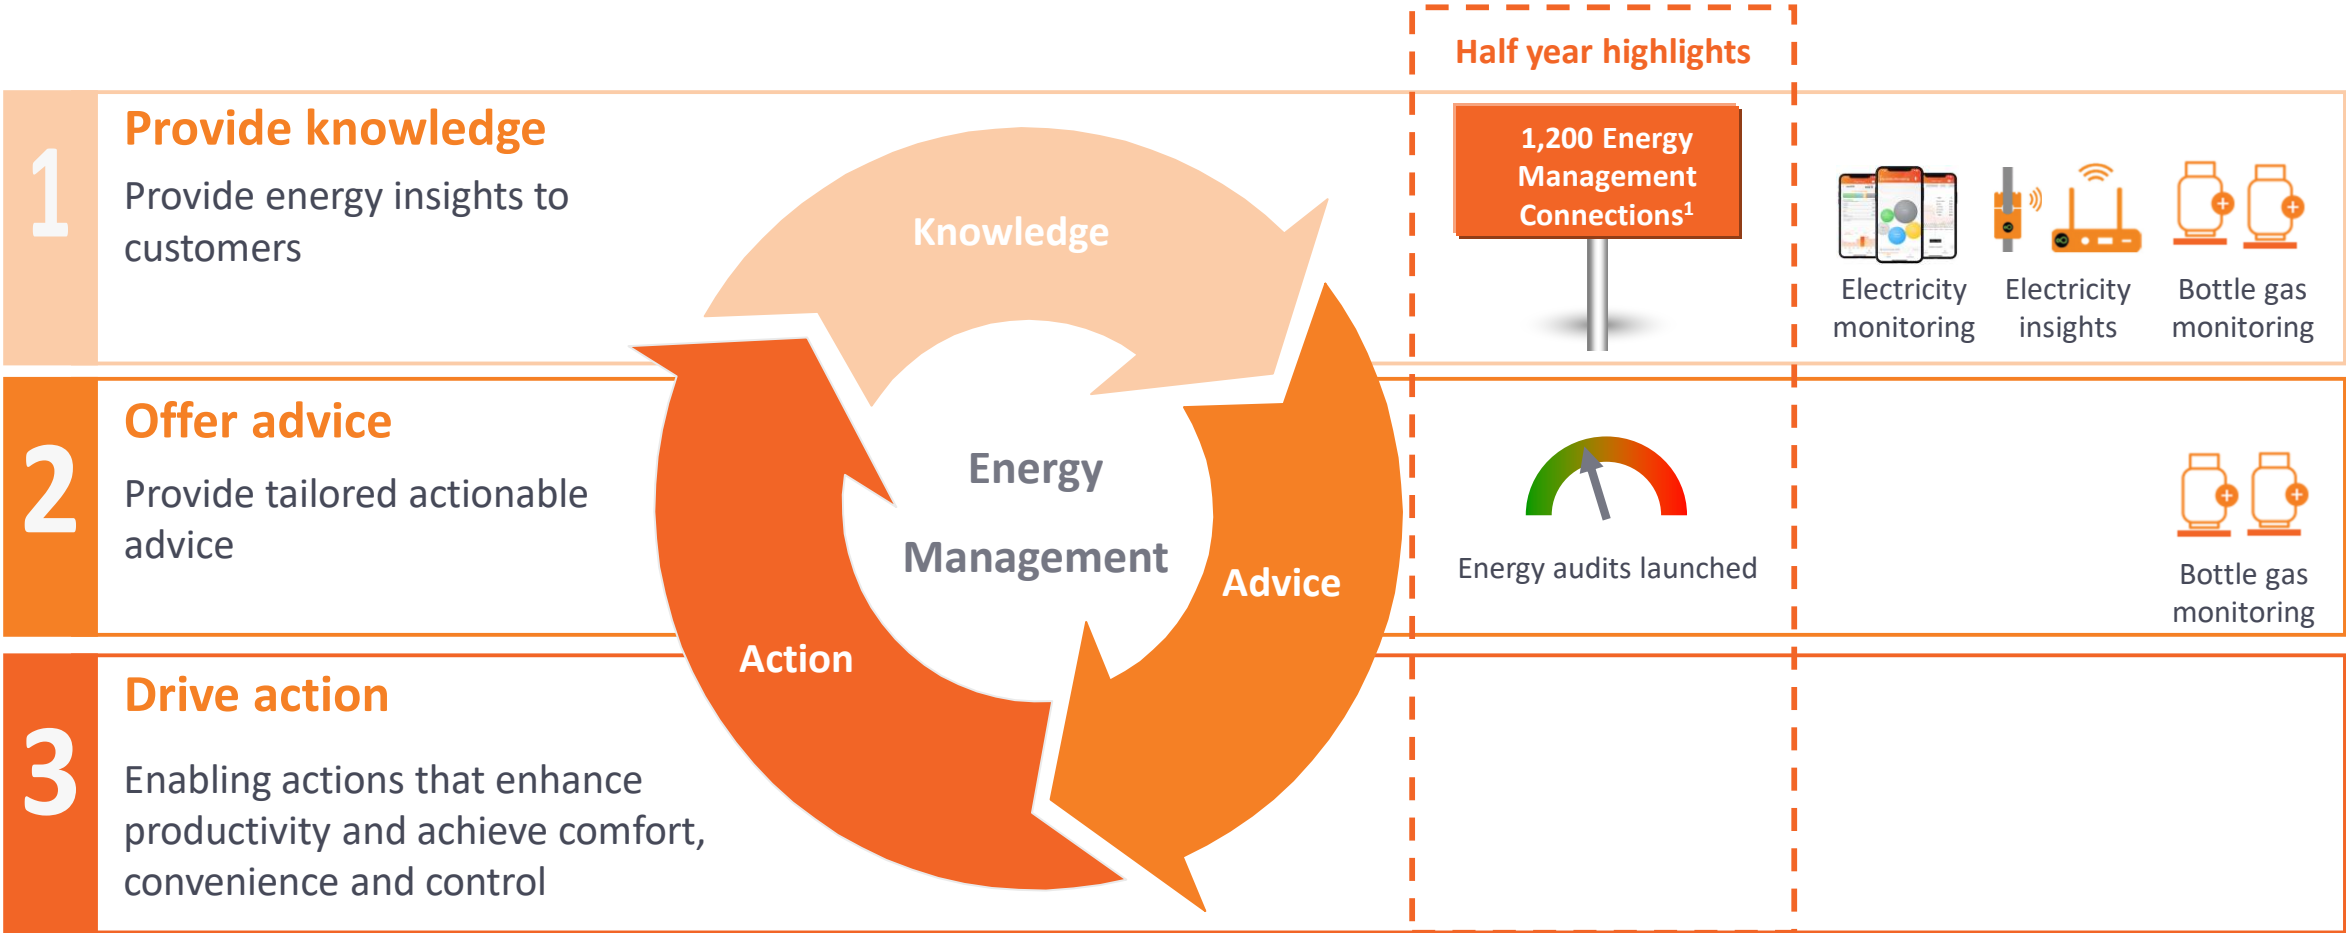 Half year highlights
1
Provide knowledge
Provide energy insights to
customers
Knowledge
1,200 Energy
Management
Connections¹
Electricity
monitoring
Electricity
insights
Bottle gas
monitoring
2
Offer advice
Provide tailored actionable
advice
Energy
Management
Advice
Energy audits launched
Bottle gas
monitoring
3
Drive action
Enabling actions that enhance
productivity and achieve comfort,
convenience and control
Action